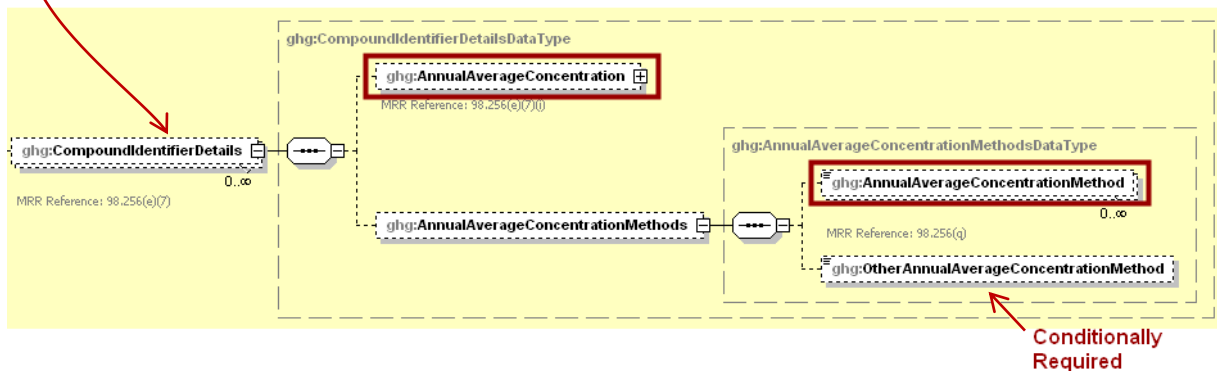 ghg:CompoundIdentifierDetailsDataType
ghg:AnnualAverageConcentration
MRR Reference: 98.256(e)(7)(i)
ghg:CompoundIdentifierDetails
0..∞
MRR Reference: 98.256(e)(7)
ghg:AnnualAverageConcentrationMethodsDataType
ghg:AnnualAverageConcentrationMethod
0..∞
MRR Reference: 98.256(q)
ghg:AnnualAverageConcentrationMethods
ghg:OtherAnnualAverageConcentrationMethod
Conditionally
Required